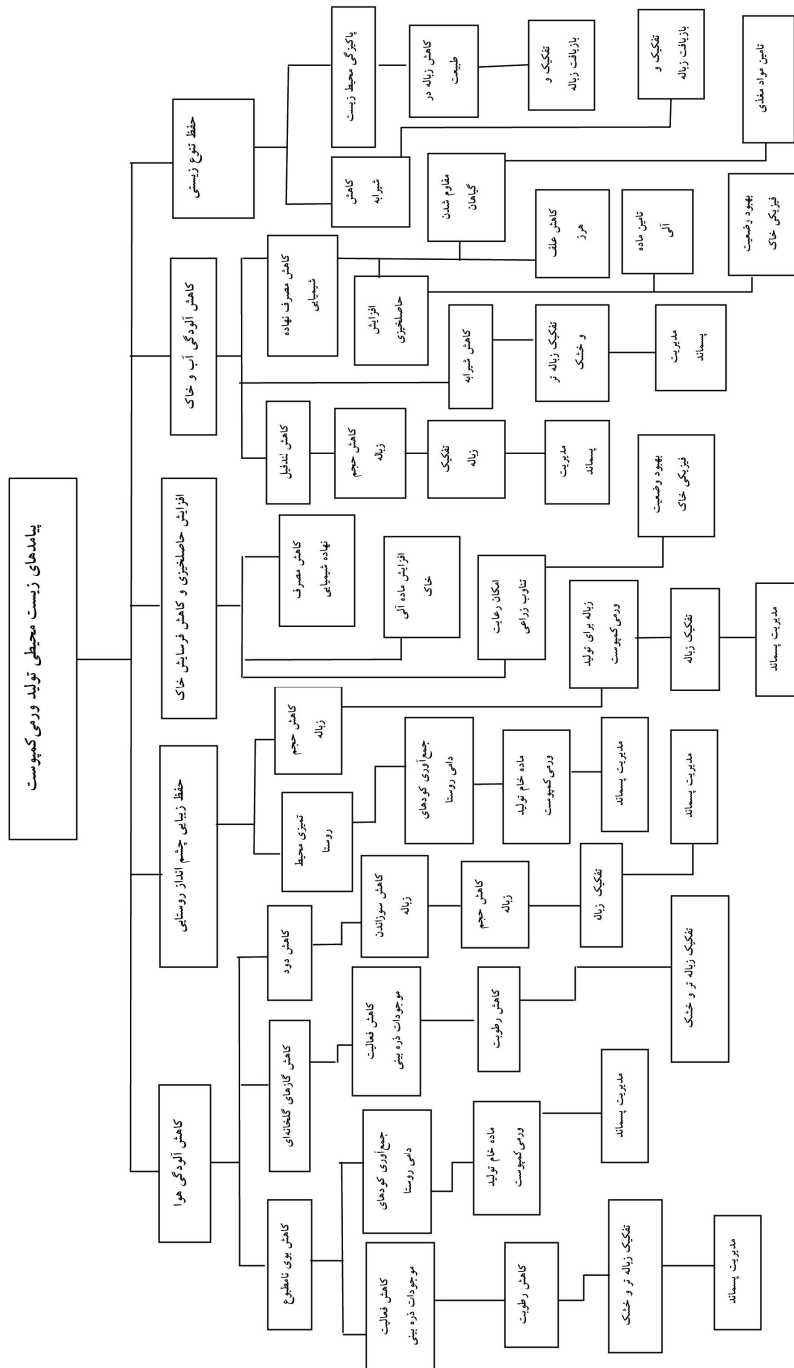 پیامدهای زیست محیطی تولید ورمی‌کمپوست
حفظ تنوع زیستی
کاهش آلودگی آب و خاک
افزایش حاصلخیزی و کاهش فرسایش خاک
حفظ زیبایی چشم انداز روستایی
کاهش آلودگی هوا
پاکیزگی محیط زیست
کاهش
شیرابه
کاهش زباله در
طبیعت
تفکیک و
بازیافت زباله
تفکیک و
بازیافت زباله
کاهش مصرف نهاده
شیمیایی
افزایش
حاصلخیزی
مقاوم شدن
گیاهان
کاهش علف
هرز
تامین ماده
آلی
تامین مواد مغذی
بهبود وضعیت
فیزیکی خاک
کاهش شیرابه
تفکیک زباله تر
و خشک
مدیریت
پسماند
کاهش لندفیل
کاهش حجم
زباله
تفکیک
زباله
مدیریت
پسماند
کاهش مصرف
نهاده شیمیایی
افزایش ماده آلی
خاک
امکان رعایت
تناوب زراعی
بهبود وضعیت
فیزیکی خاک
کاهش حجم
زباله
زباله برای تولید
ورمی‌کمپوست
تفکیک زباله
مدیریت پسماند
تمیزی محیط
روستا
جمع‌آوری کودهای
دامی روستا
ماده خام تولید
ورمی‌کمپوست
مدیریت پسماند
کاهش دود
کاهش سوزاندن
زباله
کاهش حجم
زباله
تفکیک زباله
مدیریت پسماند
کاهش گازهای گلخانه‌ای
کاهش فعالیت
موجودات ذره بینی
کاهش رطوبت
تفکیک زباله تر و خشک
کاهش بوی نامطبوع
جمع‌آوری کودهای
دامی روستا
ماده خام تولید
ورمی‌کمپوست
مدیریت پسماند
کاهش فعالیت
موجودات ذره بینی
کاهش رطوبت
تفکیک زباله تر و خشک
مدیریت پسماند